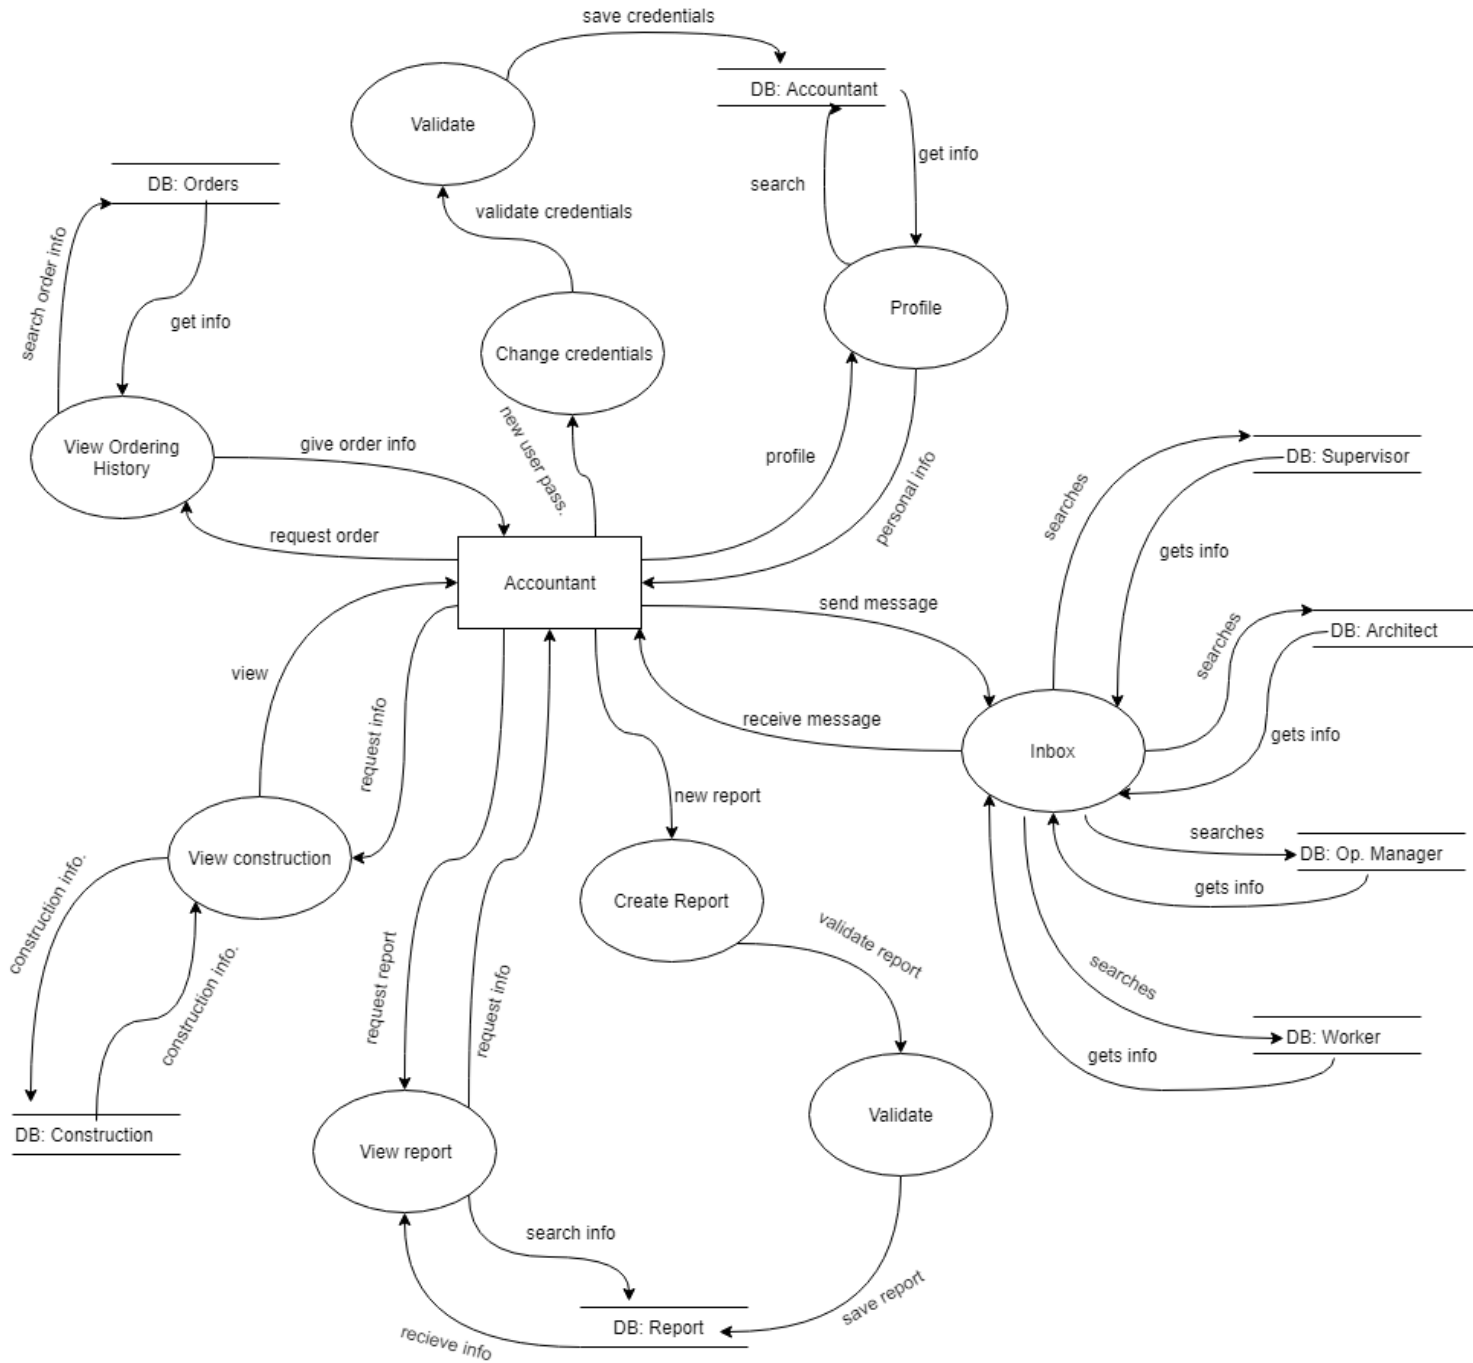 save credentials
DB: Accountant
Validate
get info
search
DB: Orders
validate credentials
search order info
get info
Profile
Change credentials
new user pass.
View Ordering
History
give order info
request order
profile
personal info
searches
DB: Supervisor
gets info
Accountant
send message
searches
DB: Architect
view
request info
receive message
gets info
Inbox
new report
searches
DB: Op. Manager
gets info
View construction
construction info.
construction info.
Create Report
validate report
request report
request info
searches
DB: Worker
gets info
DB: Construction
Validate
View report
search info
save report
DB: Report
recieve info